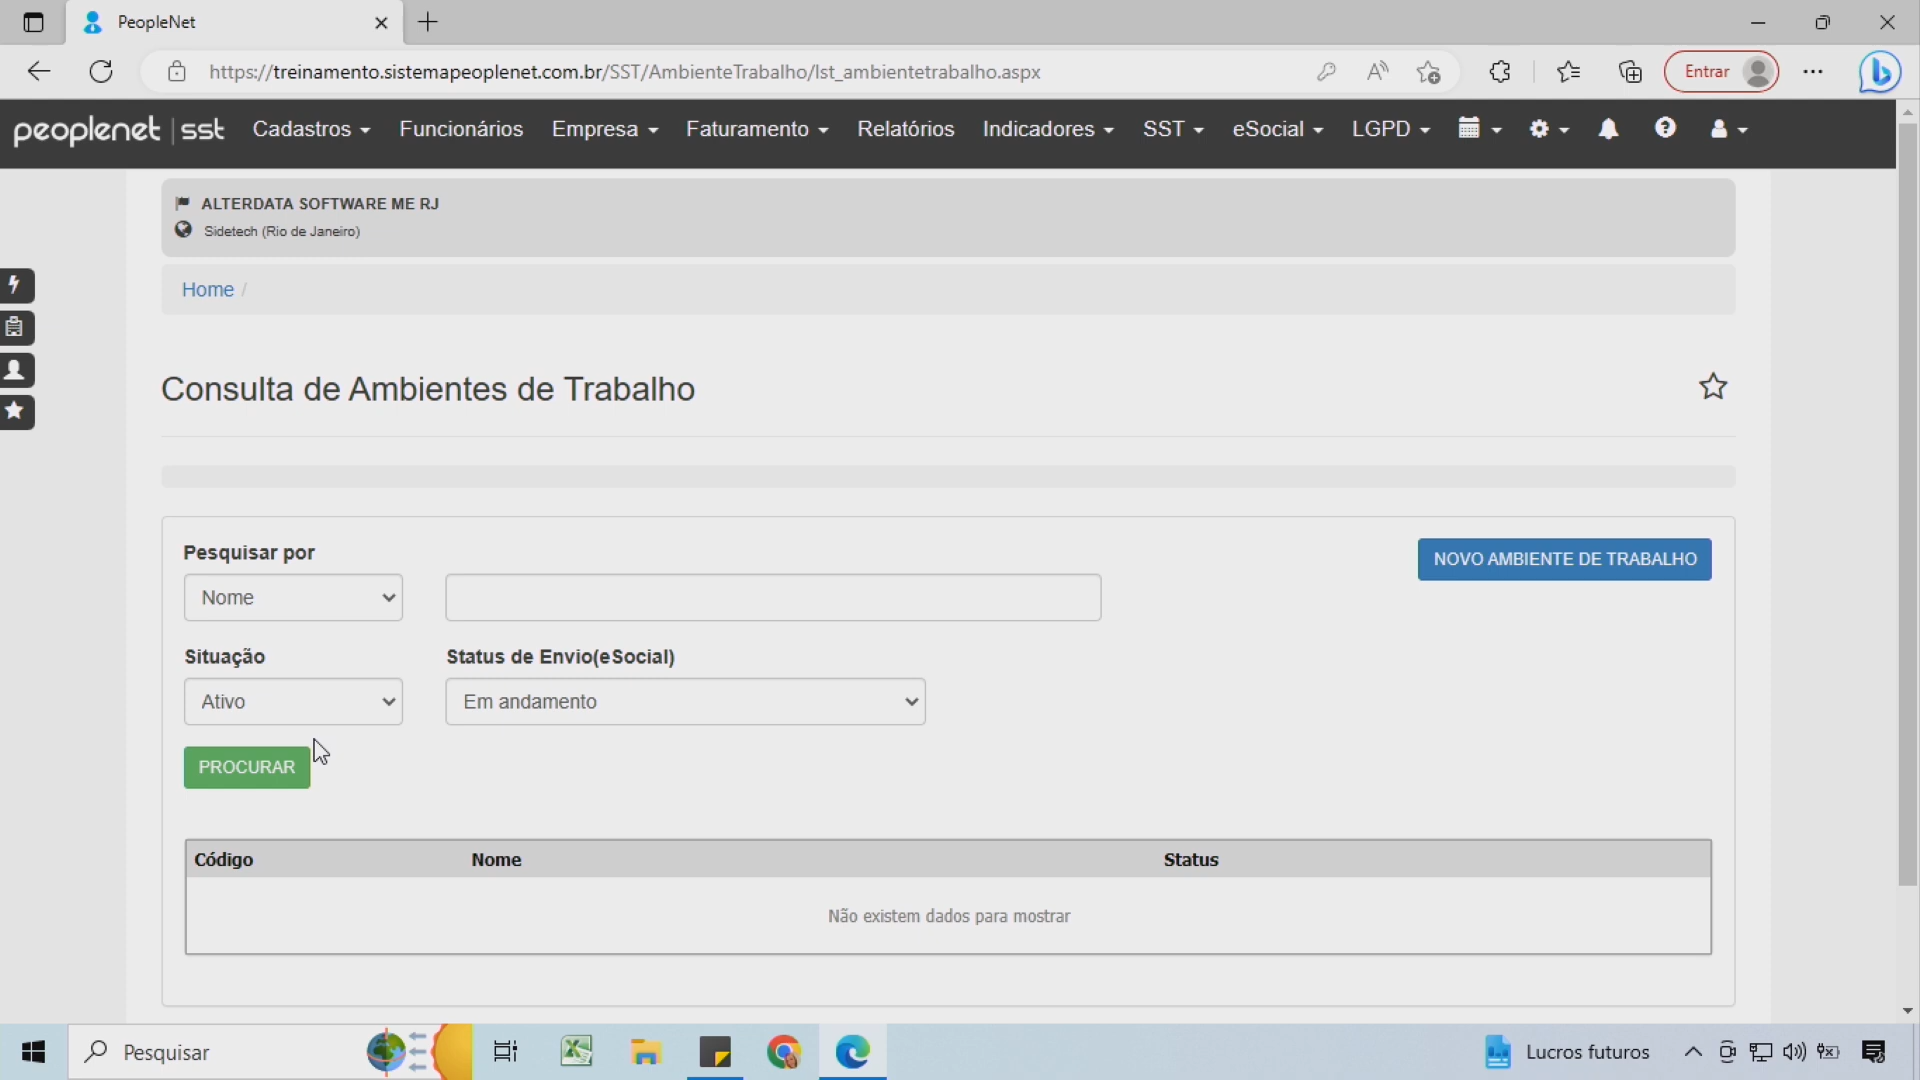 PeopleNet
https://treinamento.sistemapeoplenet.com.br/SST/AmbienteTrabalho/lst_ambientetrabalho.aspx
Entrar
peoplenet | sst Cadastros Funcionários Empresa Faturamento Relatórios Indicadores SST eSocial LGPD
ALTERDATA SOFTWARE ME RJ
Sidetech (Rio de Janeiro)
Home /
Consulta de Ambientes de Trabalho
Pesquisar por
NOVO AMBIENTE DE TRABALHO
Nome
Situação Status de Envio(eSocial)
Ativo Em andamento
PROCURAR
Código Nome Status
Não existem dados para mostrar
Pesquisar Lucros futuros